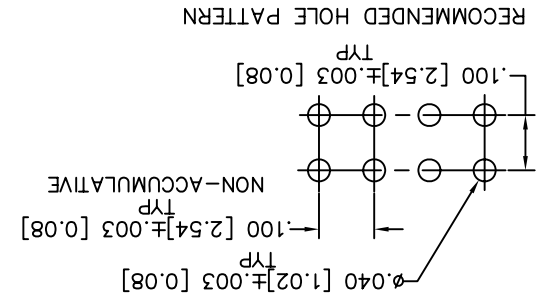 Ø.040 [1.02]±.003 [0.08]
TYP
.100 [2.54]±.003 [0.08]
TYP
NON-ACCUMULATIVE
.100 [2.54]±.003 [0.08]
TYP
RECOMMENDED HOLE PATTERN